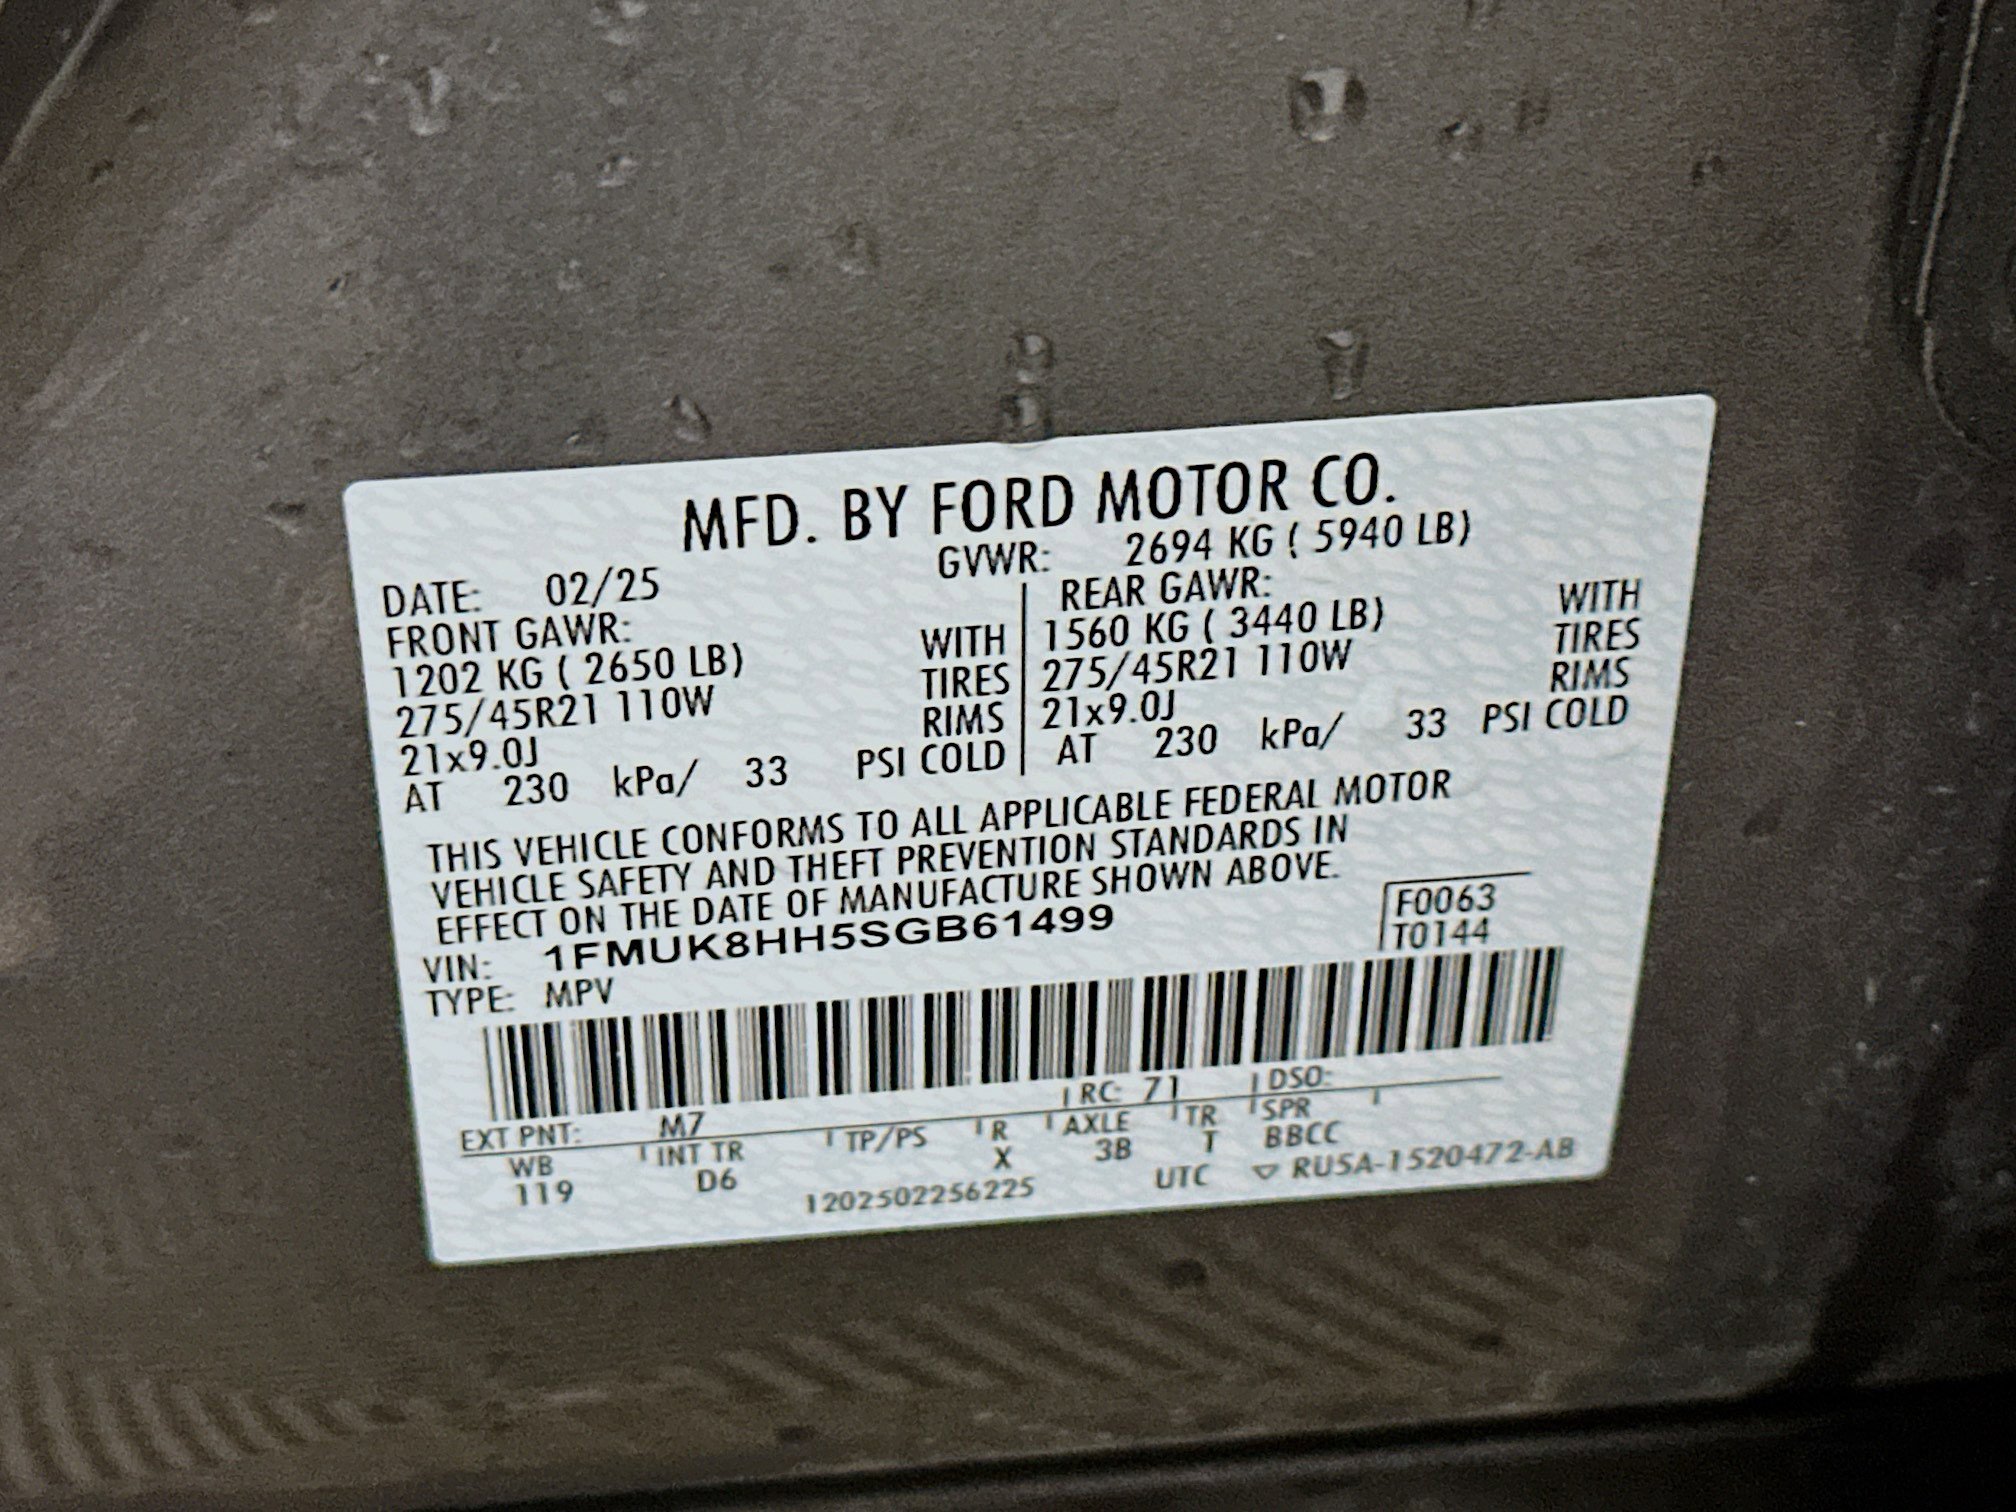 MFD. BY FORD MOTOR CO.
DATE: 02/25 GVWR: 2694 KG ( 5940 LB)
FRONT GAWR: REAR GAWR:
1202 KG ( 2650 LB) WITH 1560 KG ( 3440 LB) WITH
275/45R21 110W TIRES 275/45R21 110W TIRES
21x9.0J RIMS 21x9.0J RIMS
AT 230 kPa/ 33 PSI COLD AT 230 kPa/ 33 PSI COLD
THIS VEHICLE CONFORMS TO ALL APPLICABLE FEDERAL MOTOR
VEHICLE SAFETY AND THEFT PREVENTION STANDARDS IN
EFFECT ON THE DATE OF MANUFACTURE SHOWN ABOVE.
VIN: 1FMUK8HH5SGB61499 F0063
TYPE: MPV T0144
EXT PNT: M7 RC: 71 DSO:
WB INT TR TP/PS R AXLE TR SPR
119 D6 X 3B T BBCC
1202502256225 UTC ▽ RU5A-1520472-AB